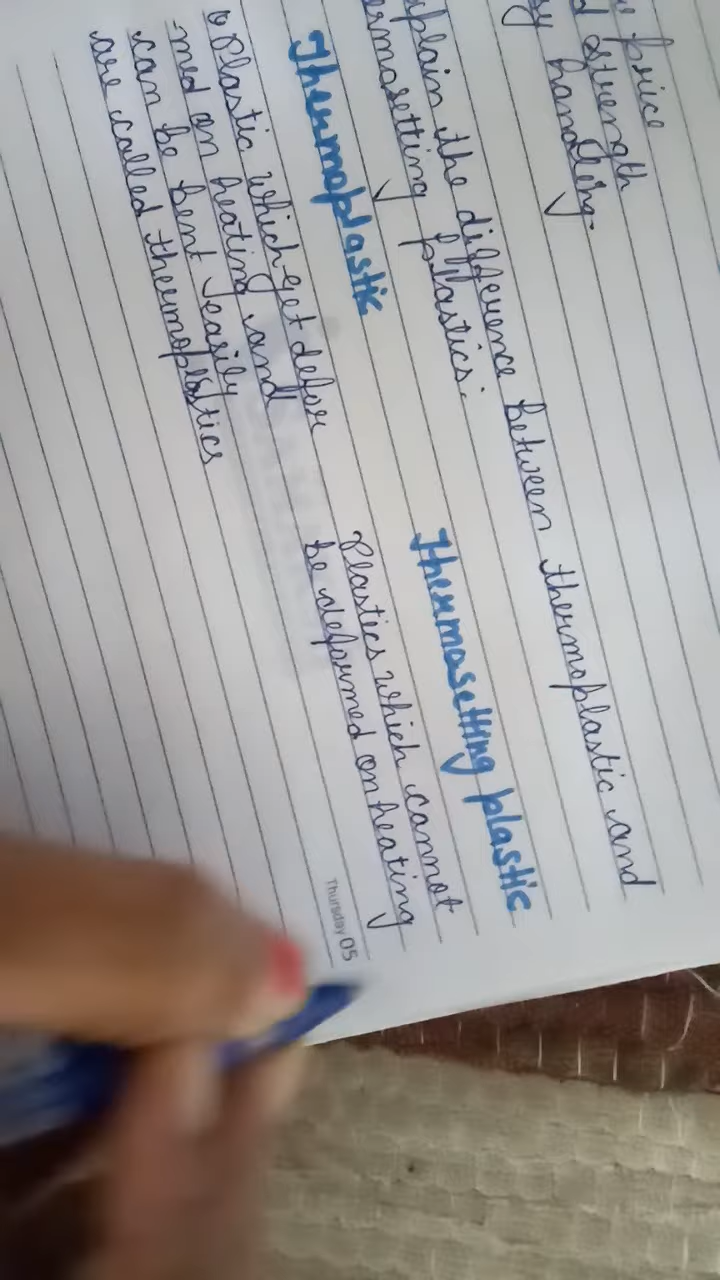 price
strength
handling.
plain the difference between thermoplastic and
ermosetting plastics.
Thermoplastic
Thermosetting plastic
Plastic which get defor
-med on heating and
can be bent easily
are called thermoplastics
Plastics which cannot
be deformed on heating
Thursday 05